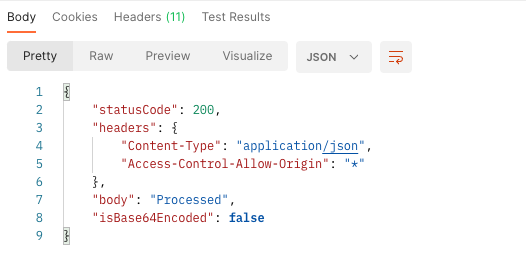 Body Cookies Headers (11) Test Results
Pretty Raw Preview Visualize JSON
1 {
2 "statusCode": 200,
3 "headers": {
4 "Content-Type": "application/json",
5 "Access-Control-Allow-Origin": "*"
6 },
7 "body": "Processed",
8 "isBase64Encoded": false
9 }